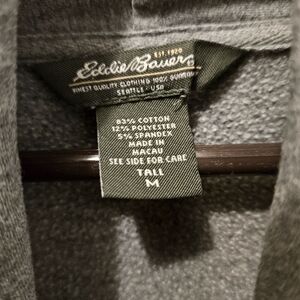 EST. 1920
Eddie Bauer
FINEST QUALITY CLOTHING 100% GUARANTEED
SEATTLE · USA
83% COTTON
12% POLYESTER
5% SPANDEX
MADE IN
MACAU
SEE SIDE FOR CARE
TALL
M